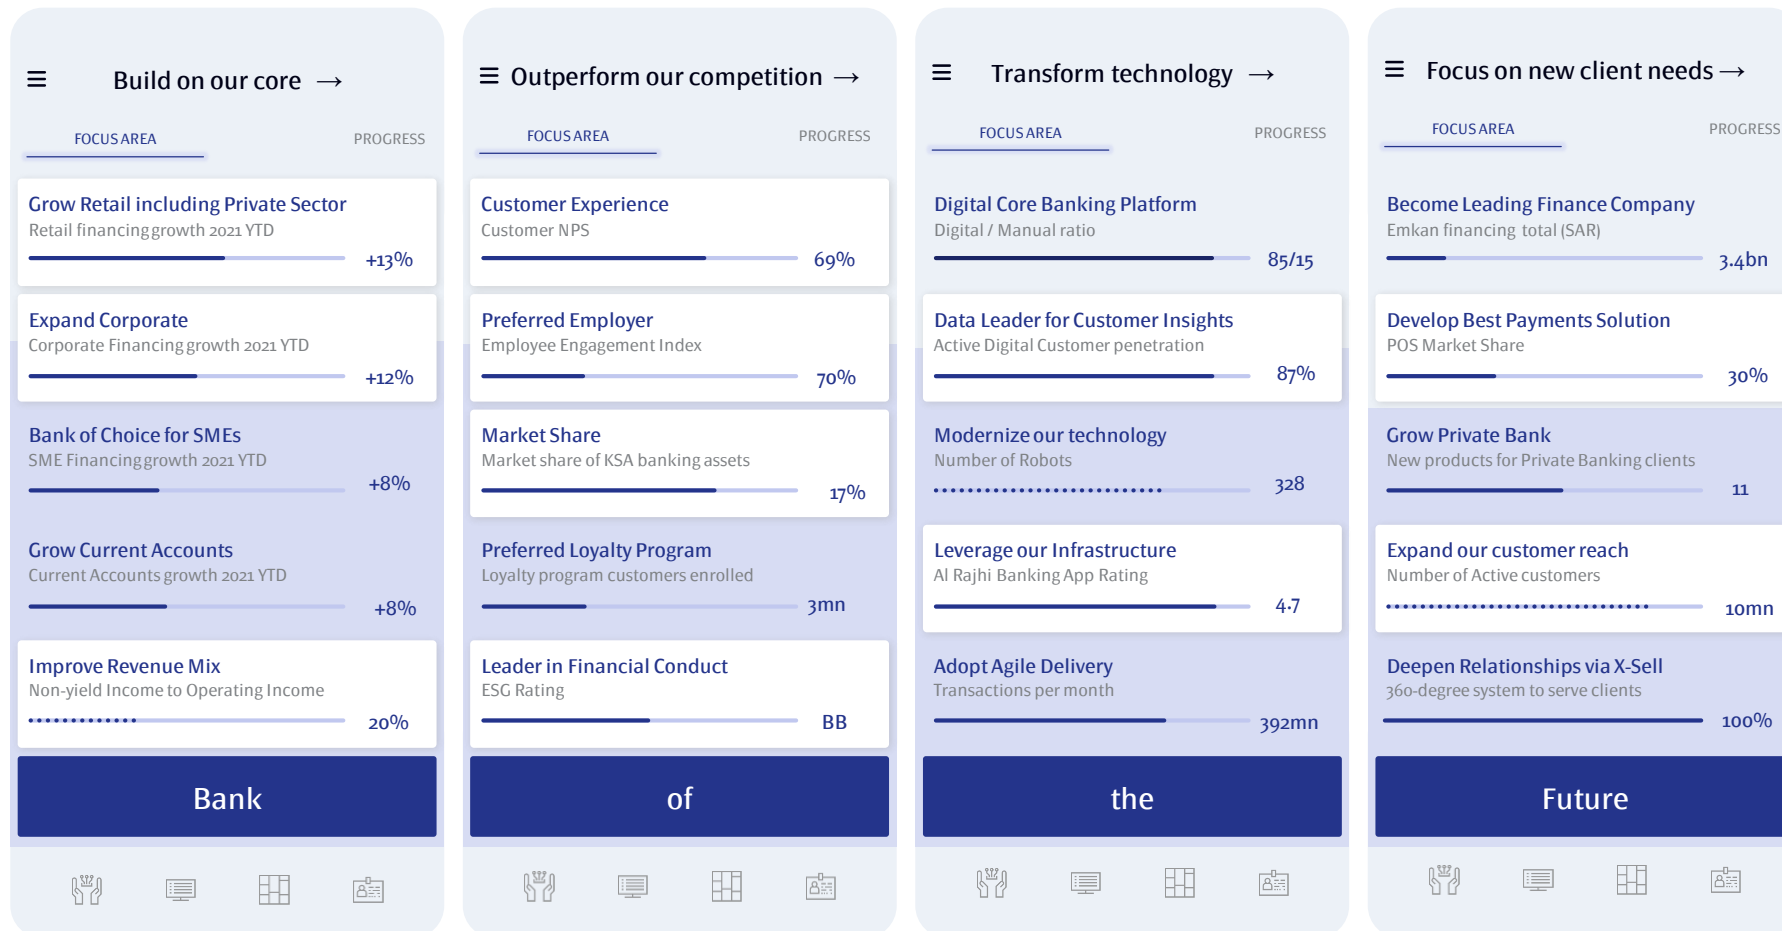 Build on our core →
FOCUS AREA
PROGRESS
Grow Retail including Private Sector
Retail financing growth 2021 YTD
+13%
Expand Corporate
Corporate Financing growth 2021 YTD
+12%
Bank of Choice for SMEs
SME Financing growth 2021 YTD
+8%
Grow Current Accounts
Current Accounts growth 2021 YTD
+8%
Improve Revenue Mix
Non-yield Income to Operating Income
20%
Bank
Outperform our competition →
FOCUS AREA
PROGRESS
Customer Experience
Customer NPS
69%
Preferred Employer
Employee Engagement Index
70%
Market Share
Market share of KSA banking assets
17%
Preferred Loyalty Program
Loyalty program customers enrolled
3mn
Leader in Financial Conduct
ESG Rating
BB
of
Transform technology →
FOCUS AREA
PROGRESS
Digital Core Banking Platform
Digital / Manual ratio
85/15
Data Leader for Customer Insights
Active Digital Customer penetration
87%
Modernize our technology
Number of Robots
328
Leverage our Infrastructure
Al Rajhi Banking App Rating
4.7
Adopt Agile Delivery
Transactions per month
392mn
the
Focus on new client needs →
FOCUS AREA
PROGRESS
Become Leading Finance Company
Emkan financing total (SAR)
3.4bn
Develop Best Payments Solution
POS Market Share
30%
Grow Private Bank
New products for Private Banking clients
11
Expand our customer reach
Number of Active customers
10mn
Deepen Relationships via X-Sell
360-degree system to serve clients
100%
Future